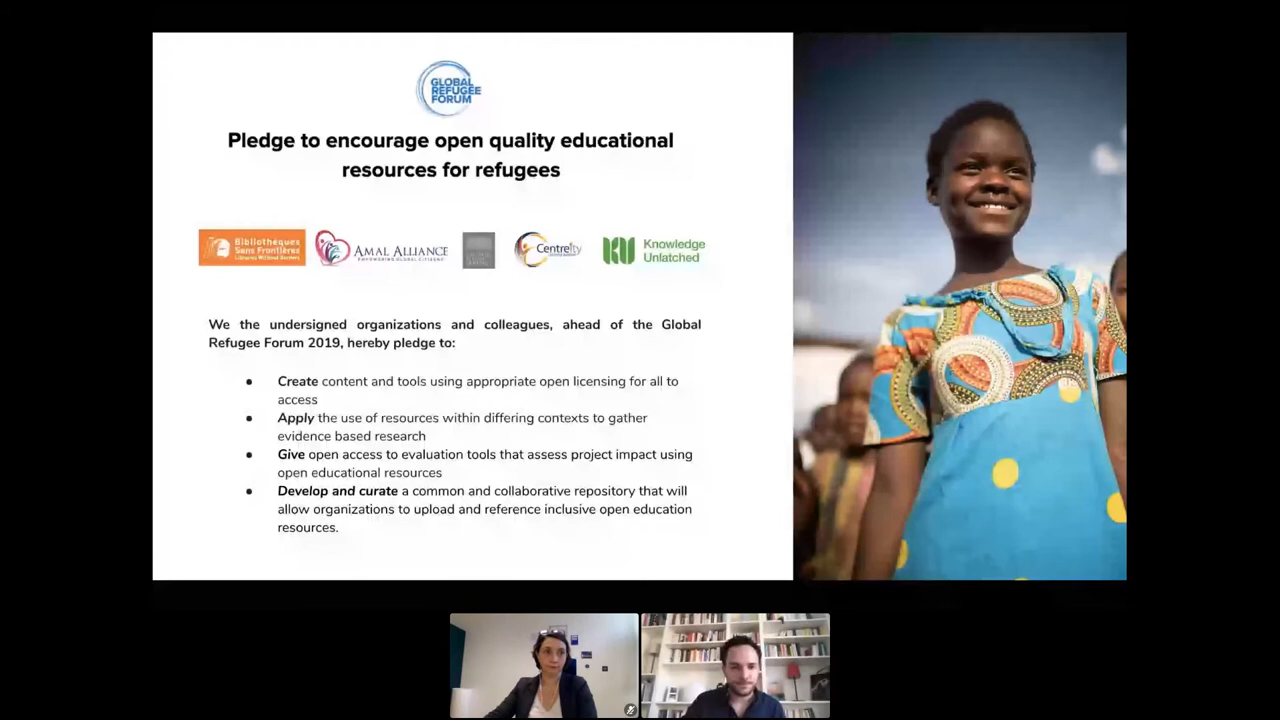 GLOBAL
REFUGEE
FORUM
Pledge to encourage open quality educational
resources for refugees
Bibliothèques
Sans Frontières
Libraries Without Borders
AMAL ALLIANCE
EMPOWERING GLOBAL CITIZENS
Centreity
Knowledge
Unlatched
We the undersigned organizations and colleagues, ahead of the Global
Refugee Forum 2019, hereby pledge to:
● Create content and tools using appropriate open licensing for all to
access
● Apply the use of resources within differing contexts to gather
evidence based research
● Give open access to evaluation tools that assess project impact using
open educational resources
● Develop and curate a common and collaborative repository that will
allow organizations to upload and reference inclusive open education
resources.